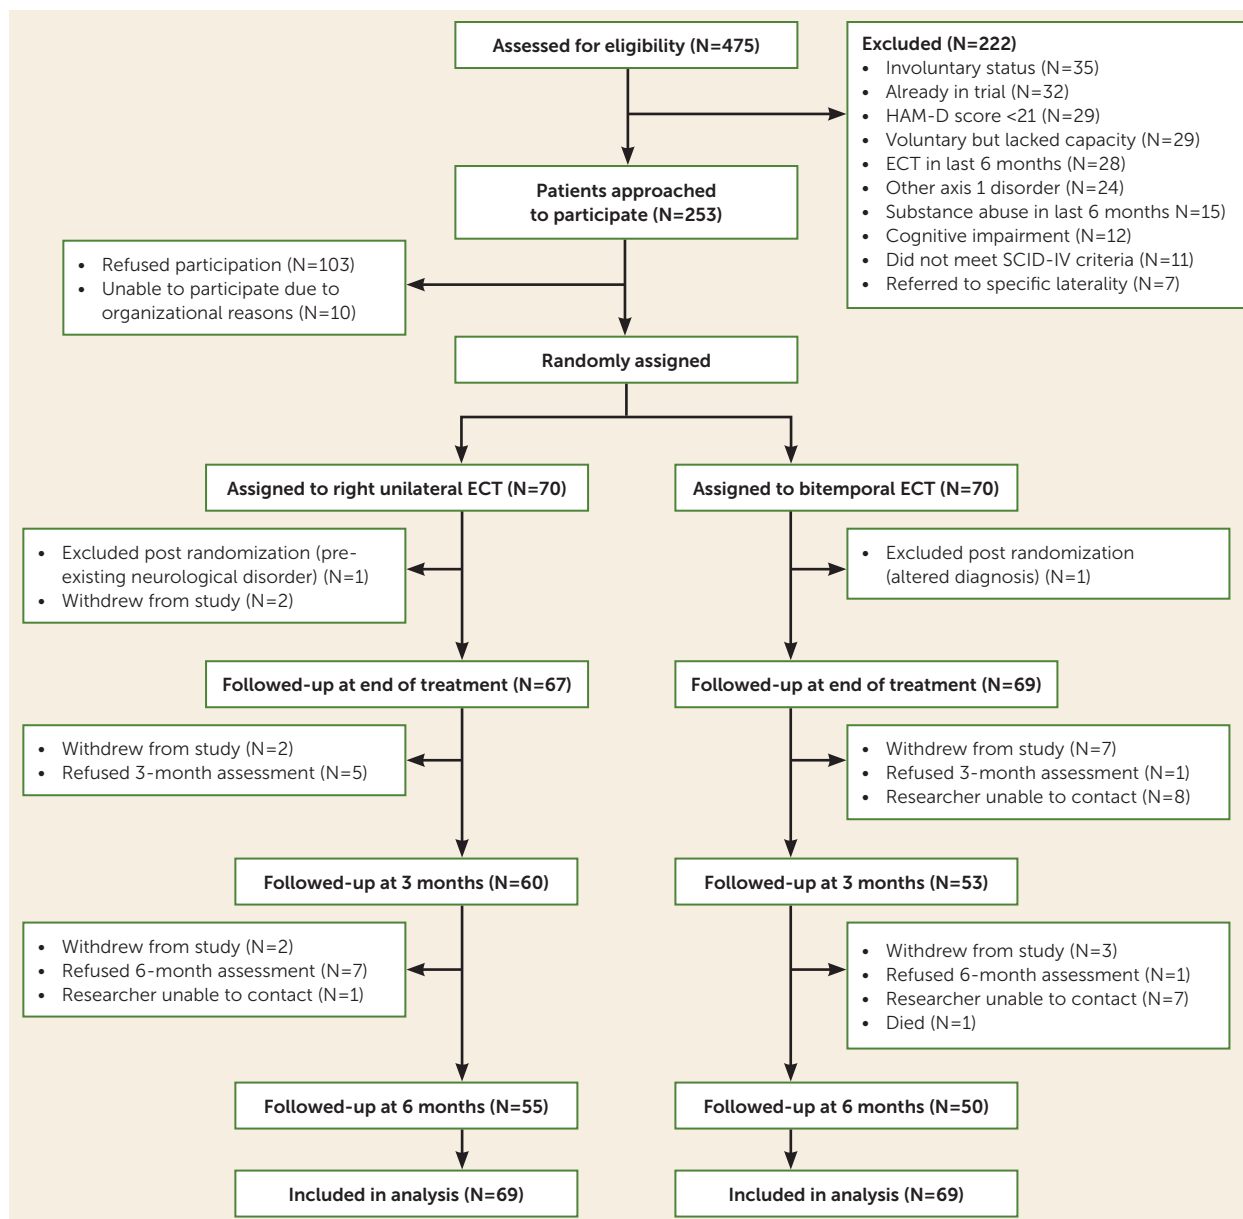 Assessed for eligibility (N=475)
Excluded (N=222)
• Involuntary status (N=35)
• Already in trial (N=32)
• HAM-D score <21 (N=29)
• Voluntary but lacked capacity (N=29)
• ECT in last 6 months (N=28)
• Other axis 1 disorder (N=24)
• Substance abuse in last 6 months N=15)
• Cognitive impairment (N=12)
• Did not meet SCID-IV criteria (N=11)
• Referred to specific laterality (N=7)
Patients approached
to participate (N=253)
• Refused participation (N=103)
• Unable to participate due to
organizational reasons (N=10)
Randomly assigned
Assigned to right unilateral ECT (N=70)
Assigned to bitemporal ECT (N=70)
• Excluded post randomization (pre-
existing neurological disorder) (N=1)
• Withdrew from study (N=2)
• Excluded post randomization
(altered diagnosis) (N=1)
Followed-up at end of treatment (N=67)
Followed-up at end of treatment (N=69)
• Withdrew from study (N=2)
• Refused 3-month assessment (N=5)
• Withdrew from study (N=7)
• Refused 3-month assessment (N=1)
• Researcher unable to contact (N=8)
Followed-up at 3 months (N=60)
Followed-up at 3 months (N=53)
• Withdrew from study (N=2)
• Refused 6-month assessment (N=7)
• Researcher unable to contact (N=1)
• Withdrew from study (N=3)
• Refused 6-month assessment (N=1)
• Researcher unable to contact (N=7)
• Died (N=1)
Followed-up at 6 months (N=55)
Followed-up at 6 months (N=50)
Included in analysis (N=69)
Included in analysis (N=69)